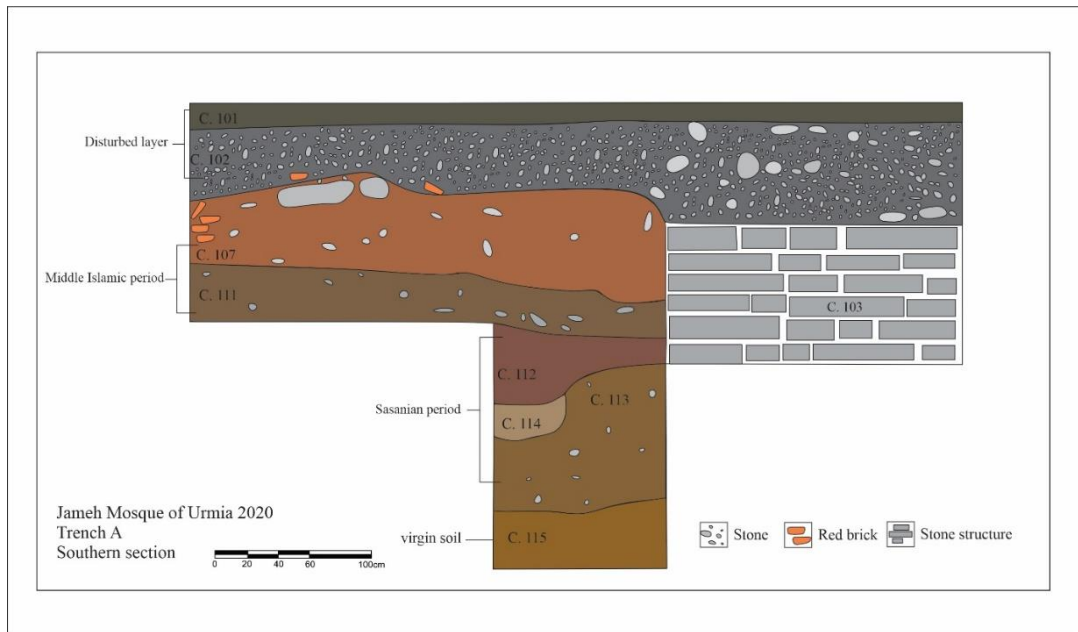 C. 101
Disturbed layer
C. 102
C. 107
Middle Islamic period
C. 111
C. 103
C. 112
C. 113
Sasanian period
C. 114
Jameh Mosque of Urmia 2020
Trench A
Southern section
virgin soil
C. 115
0 20 40 60 100cm
Stone
Red brick
Stone structure